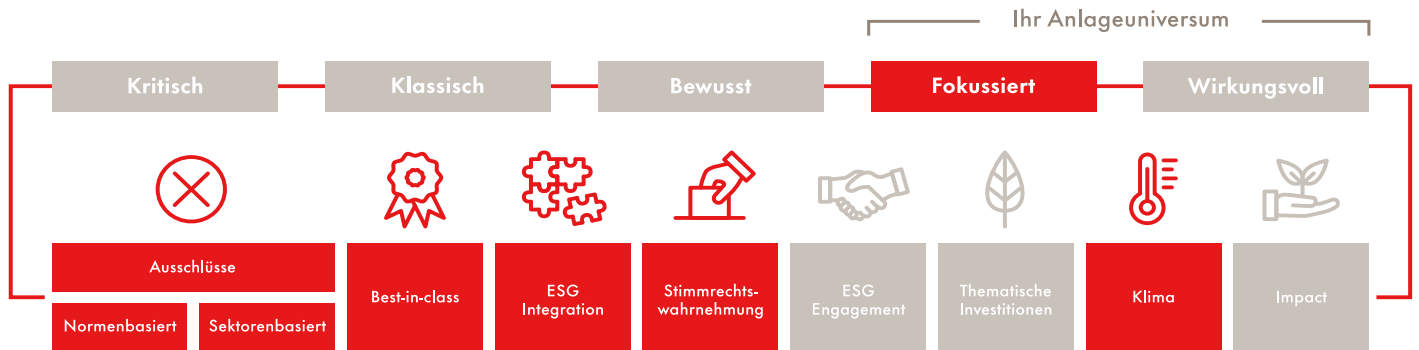 Ihr Anlageuniversum
Kritisch
Klassisch
Bewusst
Fokussiert
Wirkungsvoll
Ausschlüsse
Normenbasiert
Sektorenbasiert
Best-in-class
ESG
Integration
Stimmrechts-
wahrnehmung
ESG
Engagement
Thematische
Investitionen
Klima
Impact